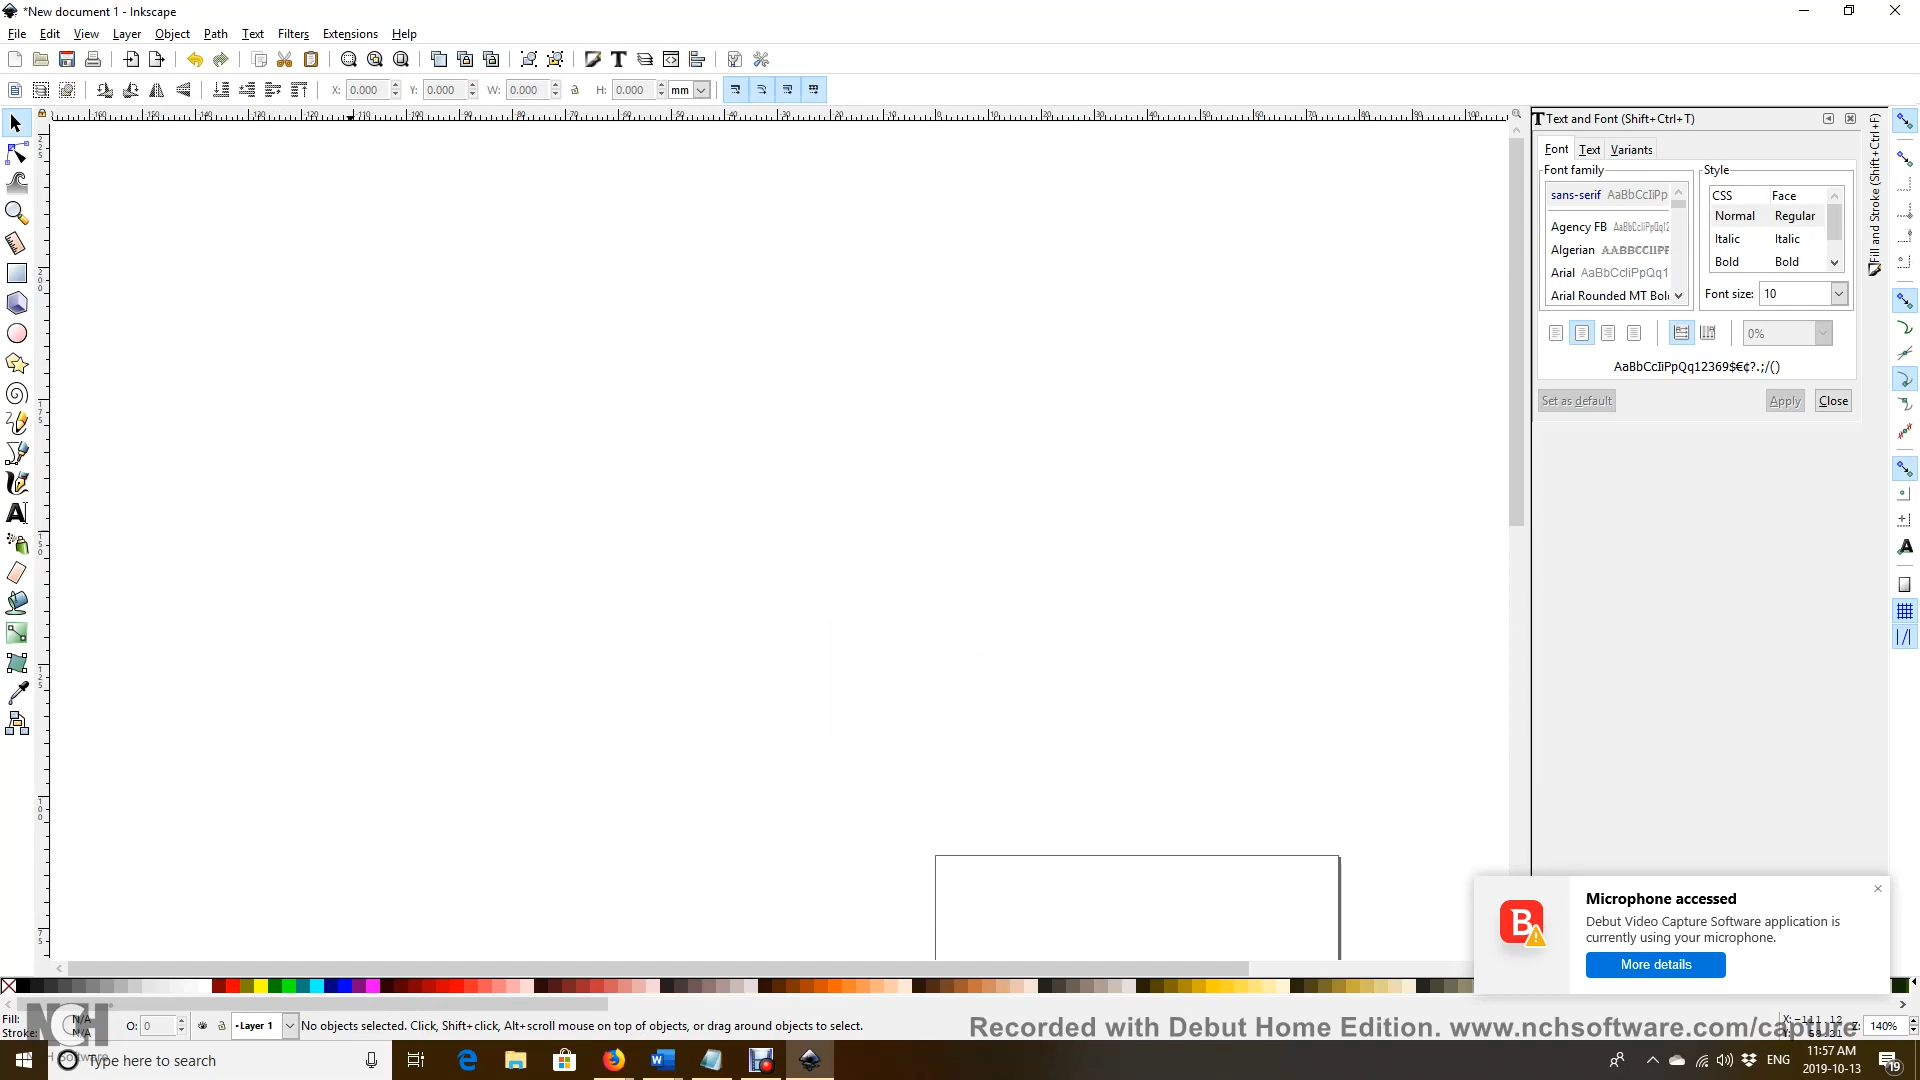 *New document 1 - Inkscape
File Edit View Layer Object Path Text Filters Extensions Help
X: 0.000 Y: 0.000 W: 0.000 H: 0.000 mm
Text and Font (Shift+Ctrl+T)
Fill and Stroke (Shift+Ctrl+F)
Font Text Variants
Font family
Style
sans-serif AaBbCcIiPp
CSS Face
Normal Regular
Agency FB AaBbCcIiPpQq12
Italic Italic
Algerian AABBCCIIPP
Bold Bold
Arial AaBbCcIiPpQq1
Arial Rounded MT Bol
Font size: 10
0%
AaBbCcIiPpQq12369$€¢?.;/()
Set as default Apply Close
Microphone accessed
Debut Video Capture Software application is
currently using your microphone.
More details
Fill: N/A
Stroke: N/A
O: 0
Layer 1
No objects selected. Click, Shift+click, Alt+scroll mouse on top of objects, or drag around objects to select.
NCH
Recorded with Debut Home Edition. www.nchsoftware.com/capture
Z: 140%
Type here to search
ENG
11:57 AM
2019-10-13
19